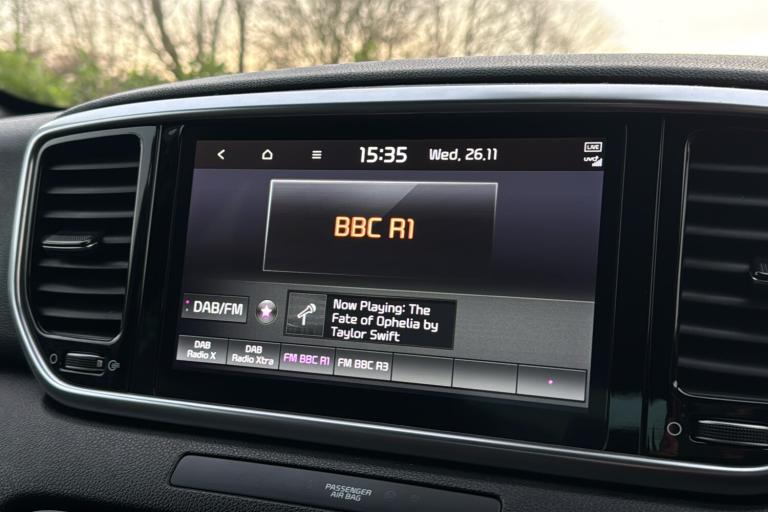 15:35 Wed, 26.11
LIVE
UVO
BBC R1
DAB/FM
Now Playing: The
Fate of Ophelia by
Taylor Swift
DAB
Radio X
DAB
Radio Xtra
FM BBC R1
FM BBC R3
PASSENGER
AIR BAG